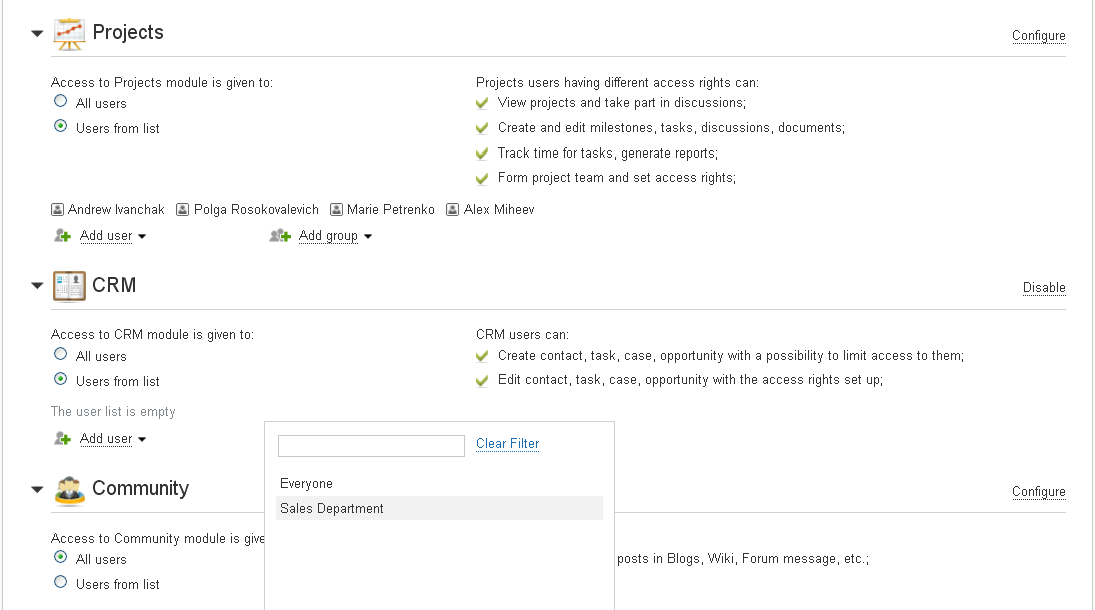 Projects
Configure
Access to Projects module is given to:
All users
Users from list
Projects users having different access rights can:
View projects and take part in discussions;
Create and edit milestones, tasks, discussions, documents;
Track time for tasks, generate reports;
Form project team and set access rights;
Andrew Ivanchak Polga Rosokovalevich Marie Petrenko Alex Miheev
Add user Add group
CRM
Disable
Access to CRM module is given to:
All users
Users from list
The user list is empty
Add user
CRM users can:
Create contact, task, case, opportunity with a possibility to limit access to them;
Edit contact, task, case, opportunity with the access rights set up;
Clear Filter
Everyone
Sales Department
Community
Configure
Access to Community module is give
All users
Users from list
posts in Blogs, Wiki, Forum message, etc.;